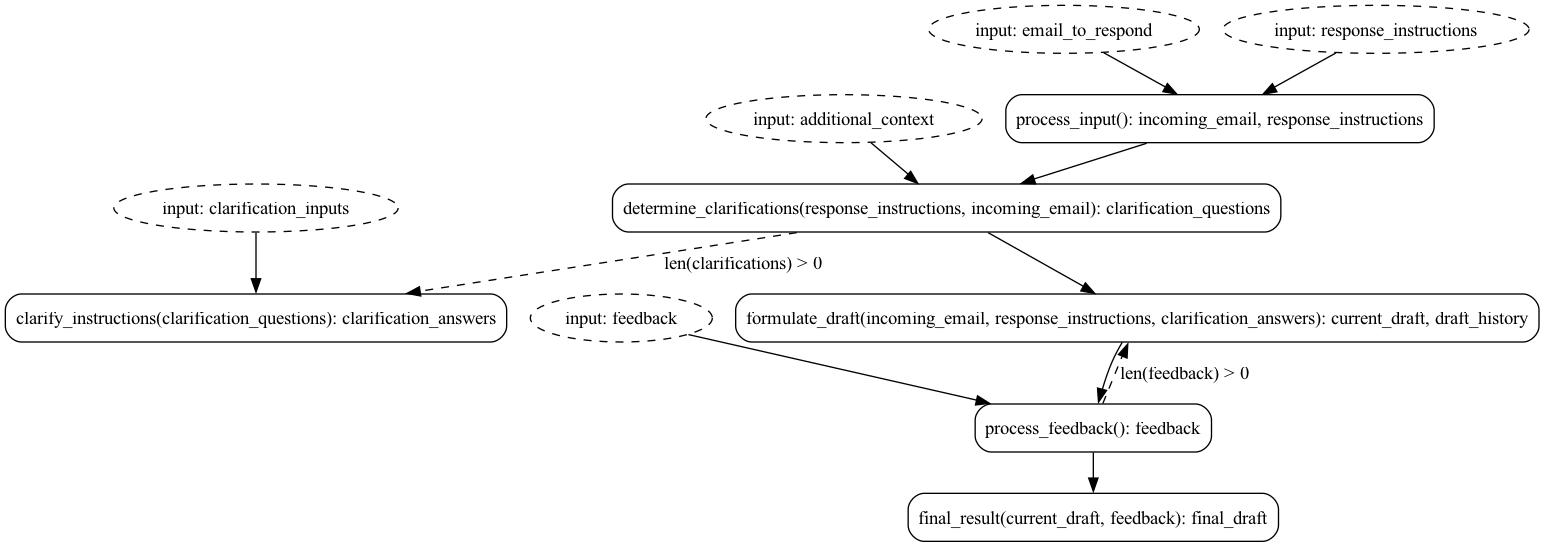 input: email_to_respond
input: response_instructions
input: additional_context
process_input(): incoming_email, response_instructions
input: clarification_inputs
determine_clarifications(response_instructions, incoming_email): clarification_questions
len(clarifications) > 0
clarify_instructions(clarification_questions): clarification_answers
input: feedback
formulate_draft(incoming_email, response_instructions, clarification_answers): current_draft, draft_history
len(feedback) > 0
process_feedback(): feedback
final_result(current_draft, feedback): final_draft